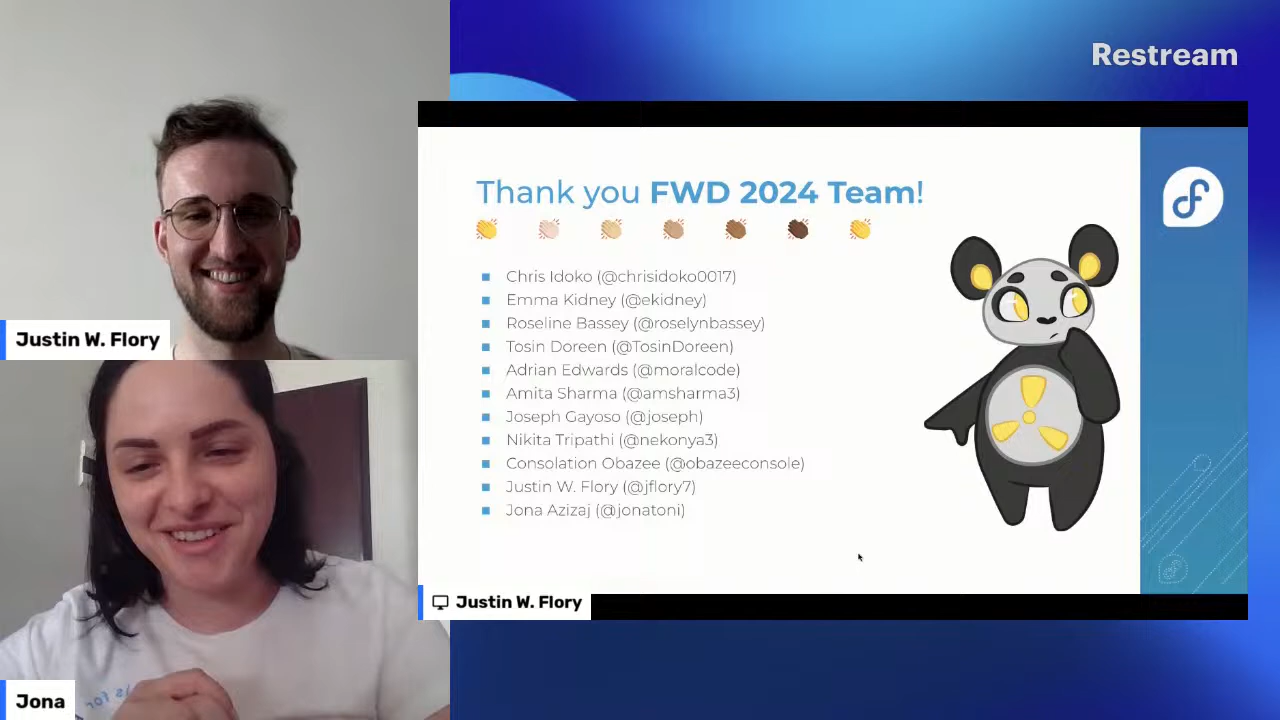 Restream
Thank you FWD 2024 Team!
Chris Idoko (@chrisidoko0017)
Emma Kidney (@ekidney)
Roseline Bassey (@roselynbassey)
Tosin Doreen (@TosinDoreen)
Adrian Edwards (@moralcode)
Amita Sharma (@amsharma3)
Joseph Gayoso (@joseph)
Nikita Tripathi (@nekonya3)
Consolation Obazee (@obazeeconsole)
Justin W. Flory (@jflory7)
Jona Azizaj (@jonatoni)
Justin W. Flory
Justin W. Flory
Jona